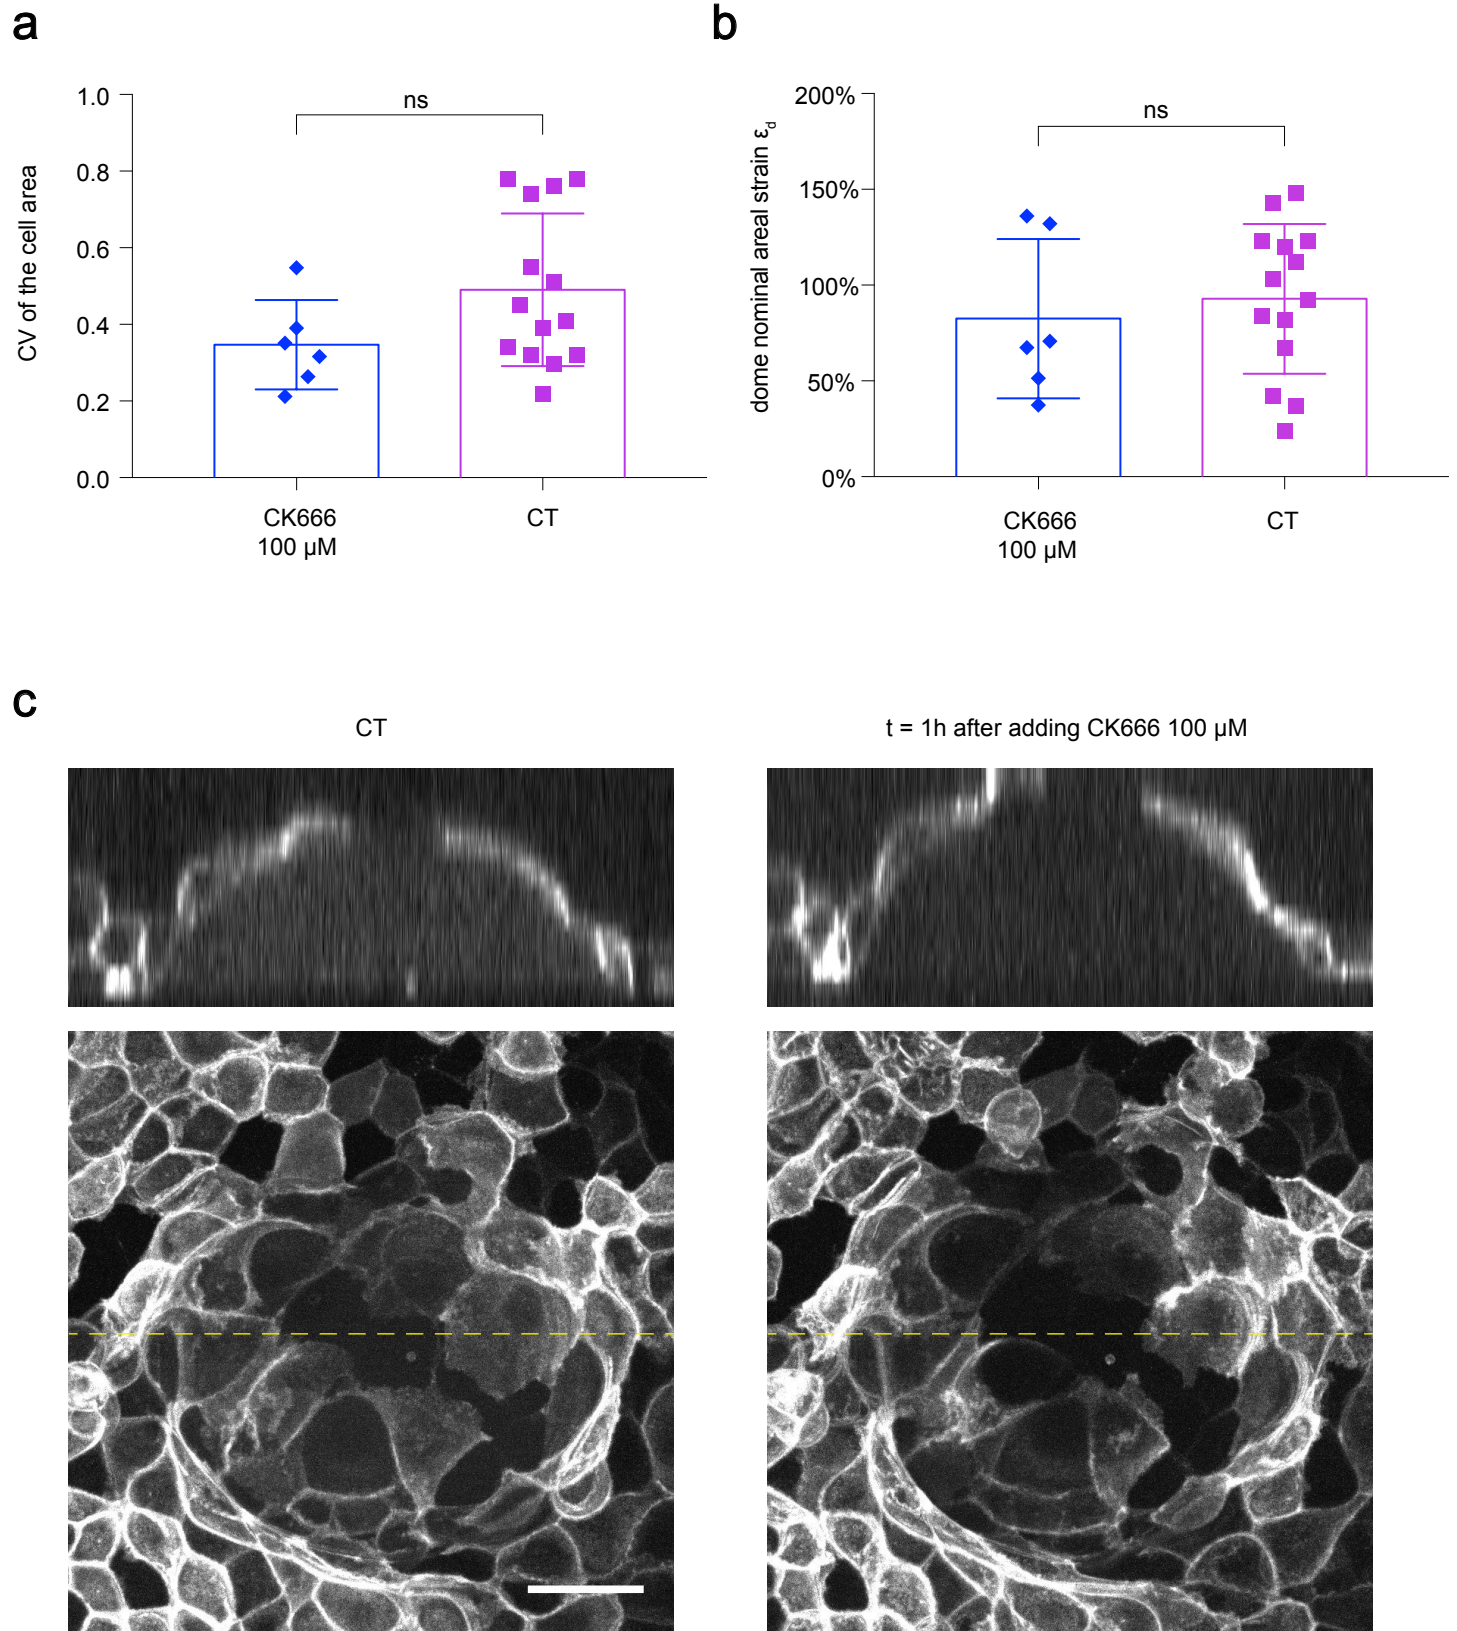 a
b
1.0
0.8
0.6
0.4
0.2
0.0
CV of the cell area
ns
CK666
100 µM
CT
200%
150%
100%
50%
0%
dome nominal areal strain εd
ns
CK666
100 µM
CT
c
CT
t = 1h after adding CK666 100 µM